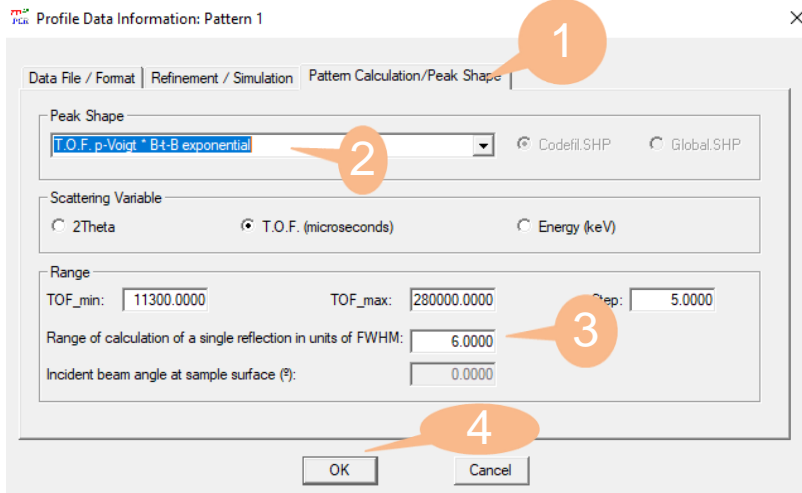 Profile Data Information: Pattern 1
1
Data File / Format Refinement / Simulation Pattern Calculation/Peak Shape
Peak Shape
T.O.F. p-Voigt * B-t-B exponential 2 Codefil.SHP Global.SHP
Scattering Variable
2Theta T.O.F. (microseconds) Energy (keV)
Range
TOF_min: 11300.0000 TOF_max: 280000.0000 Step: 5.0000
Range of calculation of a single reflection in units of FWHM: 6.0000 3
Incident beam angle at sample surface (º): 0.0000
4
OK Cancel